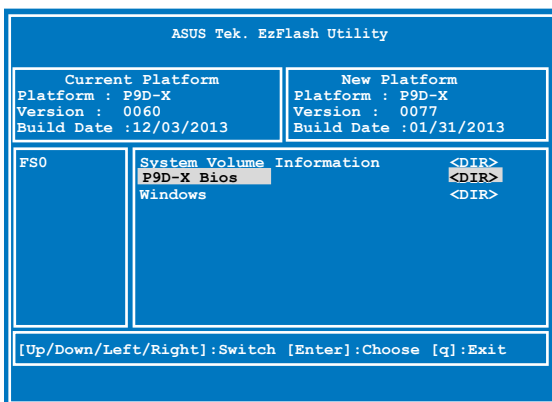 ASUS Tek. EzFlash Utility
Current Platform
Platform : P9D-X
Version : 0060
Build Date :12/03/2013
New Platform
Platform : P9D-X
Version : 0077
Build Date :01/31/2013
FS0
System Volume Information <DIR>
P9D-X Bios <DIR>
Windows <DIR>
[Up/Down/Left/Right]:Switch [Enter]:Choose [q]:Exit